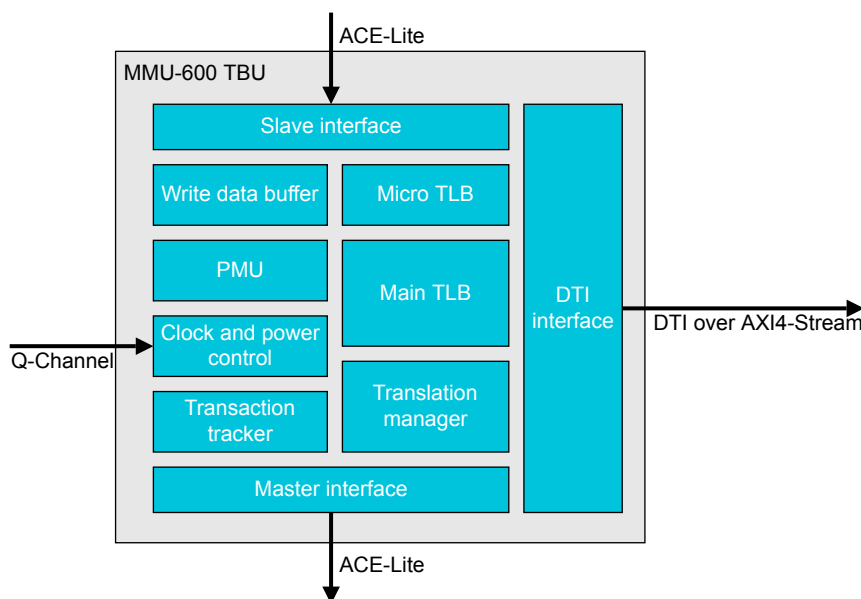 ACE-Lite
MMU-600 TBU
Slave interface
Write data buffer
Micro TLB
PMU
Main TLB
DTI
interface
DTI over AXI4-Stream
Clock and power
control
Q-Channel
Transaction
tracker
Translation
manager
Master interface
ACE-Lite